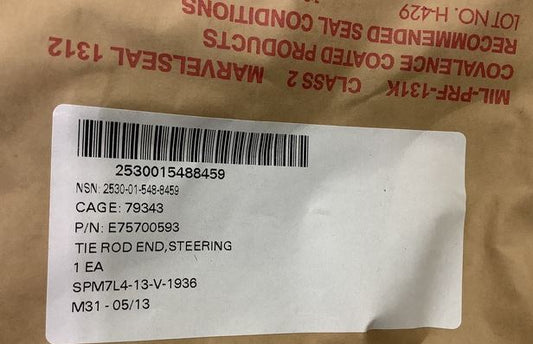 MIL-PRF-131K CLASS 2 MARVELSEAL 1312
COVALENCE COATED PRODUCTS
RECOMMENDED SEAL CONDITIONS
LOT NO. H-429
2530015488459
NSN: 2530-01-548-8459
CAGE: 79343
P/N: E75700593
TIE ROD END,STEERING
1 EA
SPM7L4-13-V-1936
M31 - 05/13